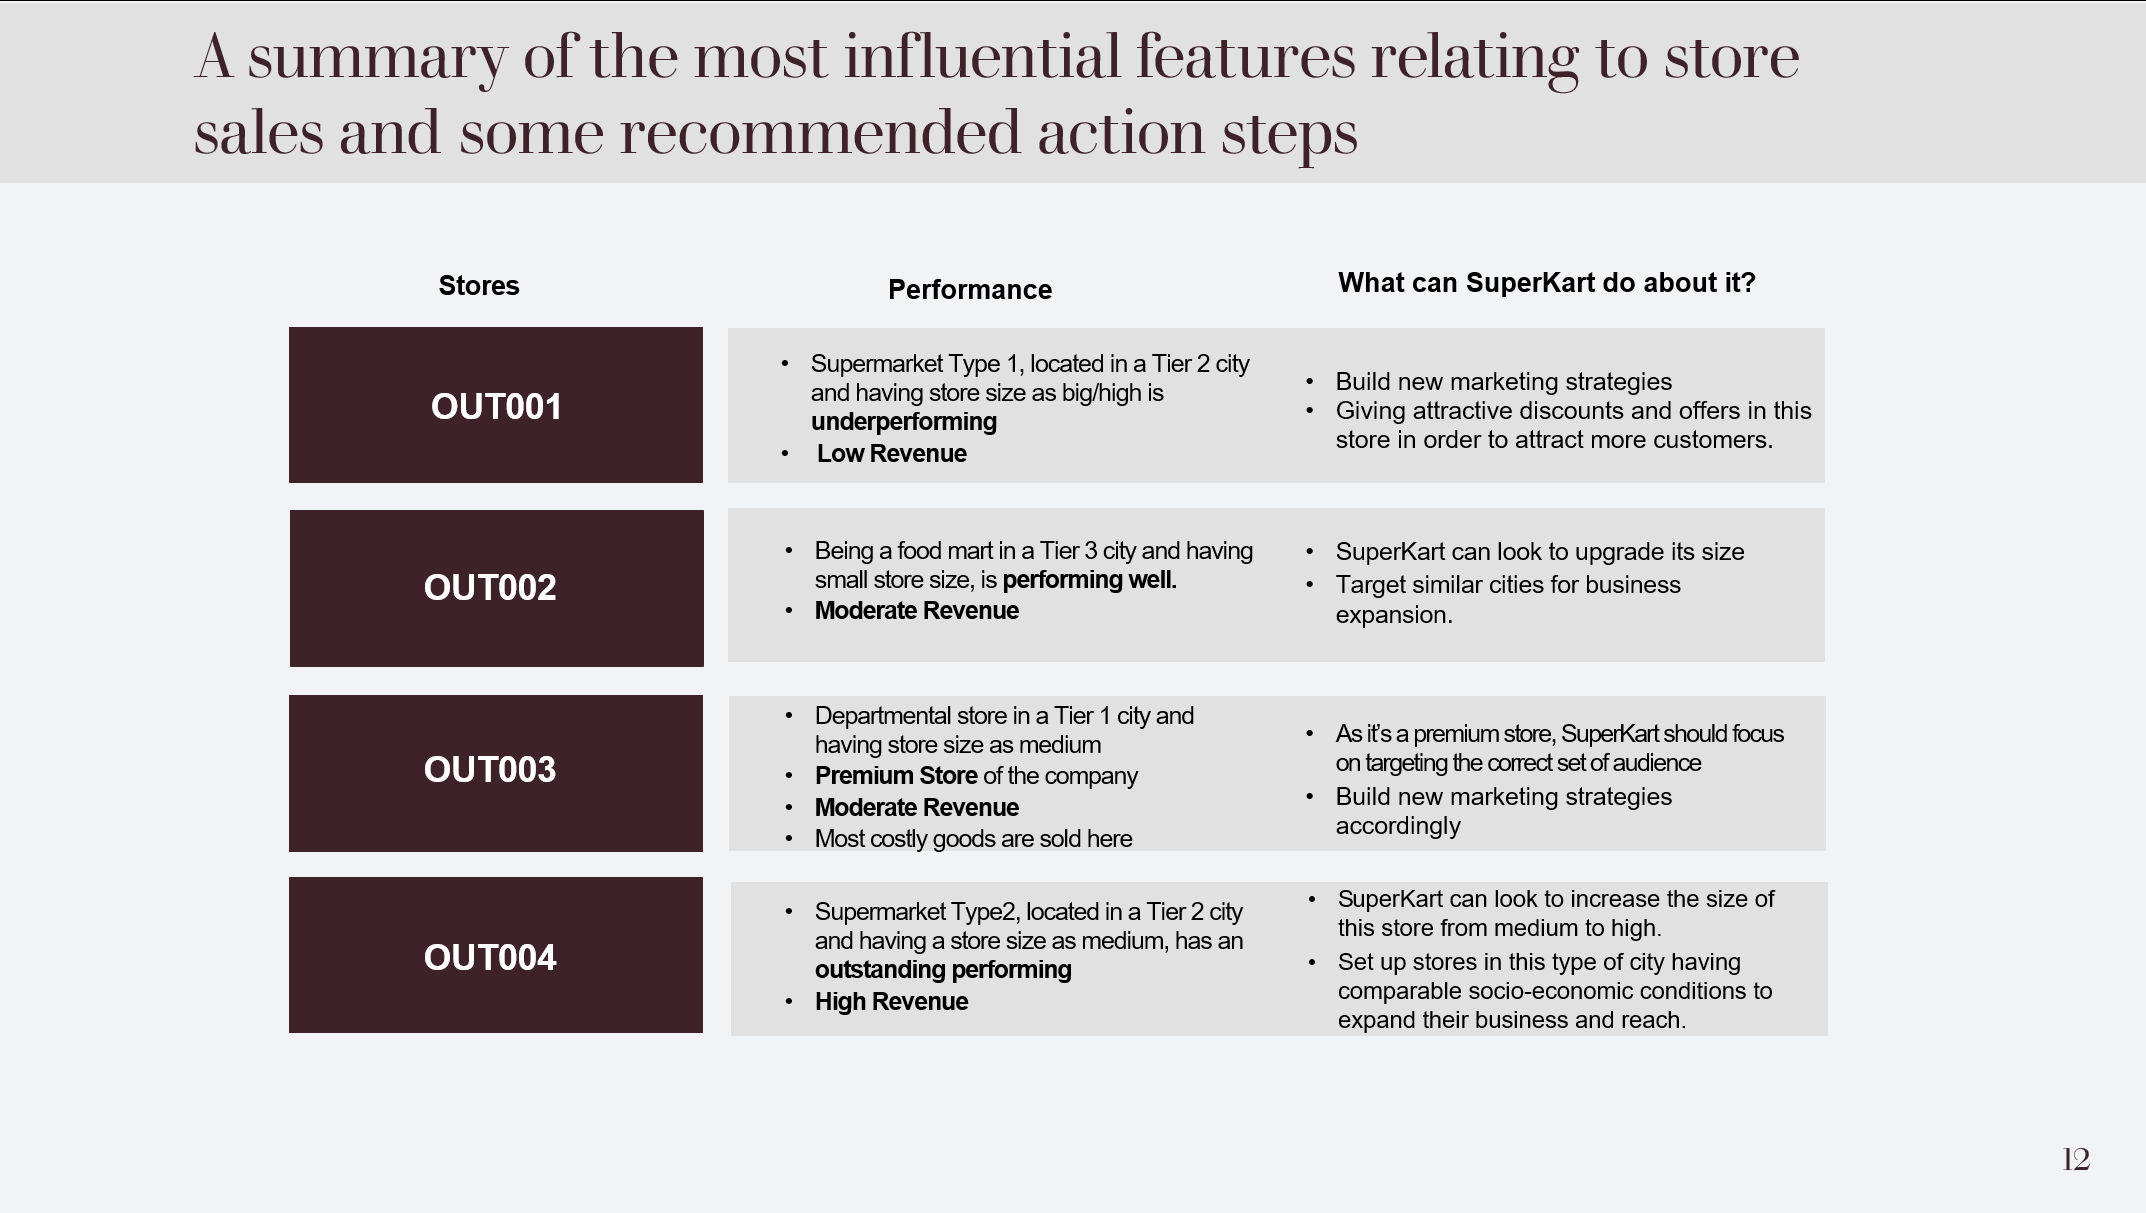 A summary of the most influential features relating to store
sales and some recommended action steps
Stores
Performance
What can SuperKart do about it?
OUT001
• Supermarket Type 1, located in a Tier 2 city
and having store size as big/high is
underperforming
• Low Revenue
• Build new marketing strategies
• Giving attractive discounts and offers in this
store in order to attract more customers.
OUT002
• Being a food mart in a Tier 3 city and having
small store size, is performing well.
• Moderate Revenue
• SuperKart can look to upgrade its size
• Target similar cities for business
expansion.
OUT003
• Departmental store in a Tier 1 city and
having store size as medium
• Premium Store of the company
• Moderate Revenue
• Most costly goods are sold here
• As it’s a premium store, SuperKart should focus
on targeting the correct set of audience
• Build new marketing strategies
accordingly
OUT004
• Supermarket Type2, located in a Tier 2 city
and having a store size as medium, has an
outstanding performing
• High Revenue
• SuperKart can look to increase the size of
this store from medium to high.
• Set up stores in this type of city having
comparable socio-economic conditions to
expand their business and reach.
12